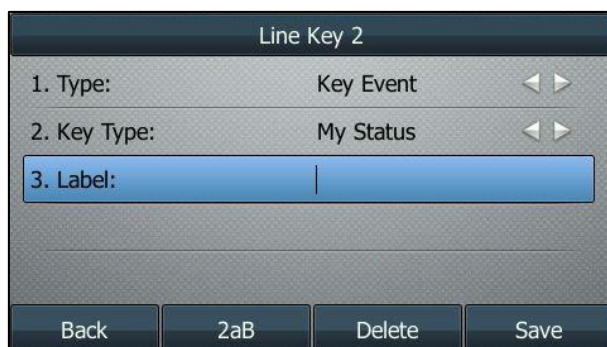 Line Key 2
1. Type: Key Event
2. Key Type: My Status
3. Label:
Back 2aB Delete Save